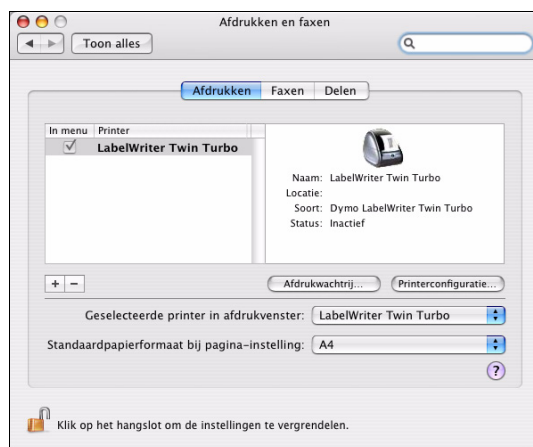 Afdrukken en faxen
Toon alles
Afdrukken Faxen Delen
In menu Printer
LabelWriter Twin Turbo
Naam: LabelWriter Twin Turbo
Locatie:
Soort: Dymo LabelWriter Twin Turbo
Status: Inactief
+ −
Afdrukwachtrij... Printerconfiguratie...
Geselecteerde printer in afdrukvenster: LabelWriter Twin Turbo
Standaardpapierformaat bij pagina-instelling: A4
?
Klik op het hangslot om de instellingen te vergrendelen.